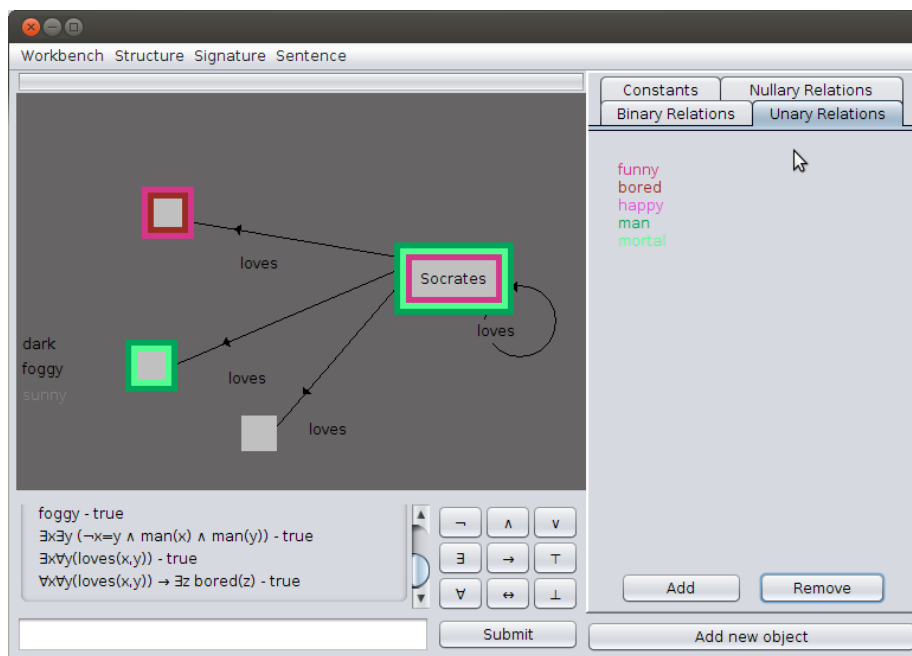 Workbench Structure Signature Sentence
Constants Nullary Relations
Binary Relations Unary Relations
funny
bored
happy
man
mortal
loves
Socrates
loves
dark
foggy
sunny
loves
loves
foggy - true
∃x∃y (¬x=y ∧ man(x) ∧ man(y)) - true
∃x∀y(loves(x,y)) - true
∀x∀y(loves(x,y)) → ∃z bored(z) - true
¬ ∧ ∨
∃ → ⊤
∀ ↔ ⊥
Add Remove
Submit
Add new object